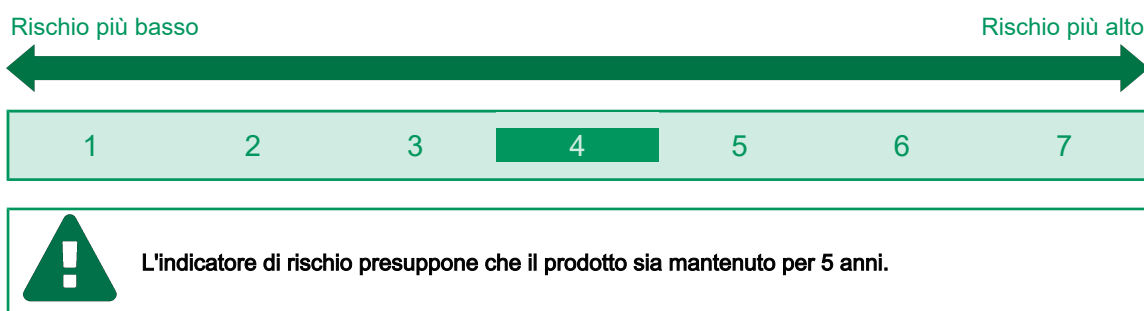 Rischio più basso Rischio più alto
1 2 3 4 5 6 7
L'indicatore di rischio presuppone che il prodotto sia mantenuto per 5 anni.